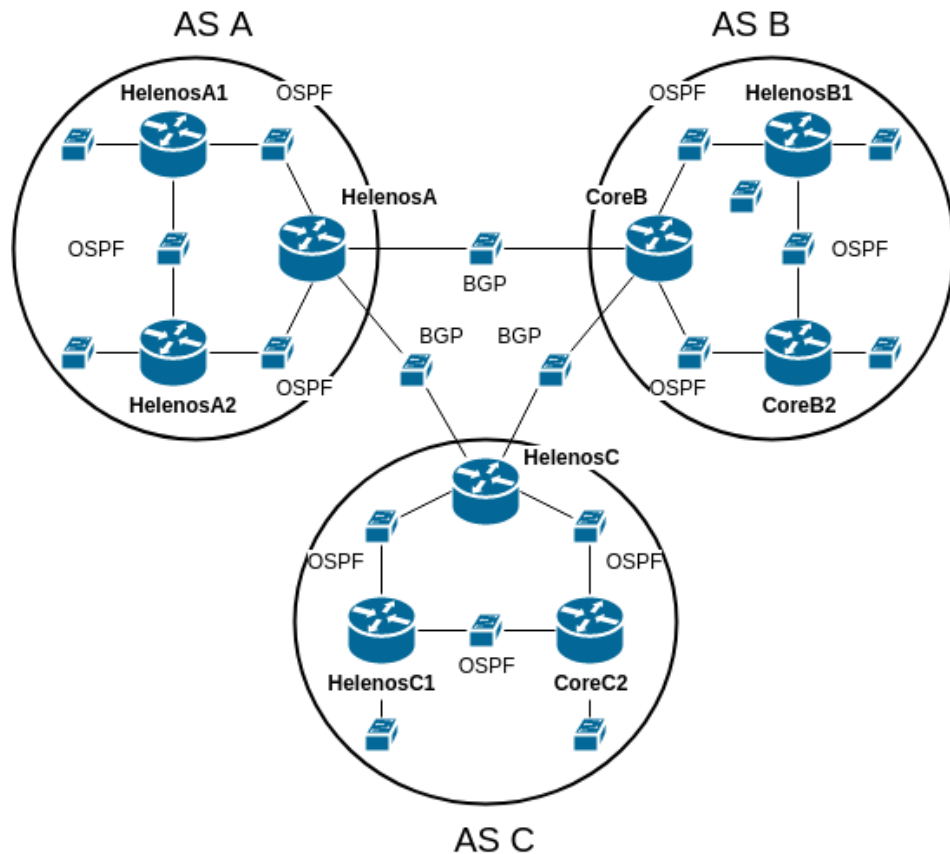 AS A
AS B
HelenosA1
OSPF
OSPF
HelenosB1
HelenosA
CoreB
OSPF
OSPF
BGP
BGP
BGP
OSPF
OSPF
HelenosA2
CoreB2
HelenosC
OSPF
OSPF
OSPF
HelenosC1
CoreC2
AS C